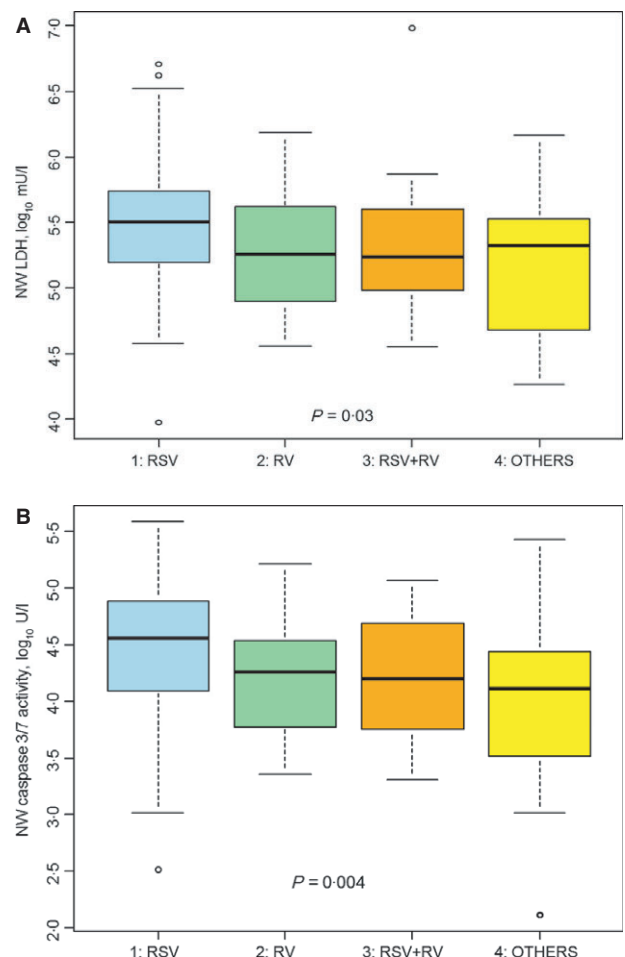 A
NW LDH, log₁₀ mU/l
7·0
6·5
6·0
5·5
5·0
4·5
4·0
P = 0·03
1: RSV 2: RV 3: RSV+RV 4: OTHERS
B
NW caspase 3/7 activity, log₁₀ U/l
5·5
5·0
4·5
4·0
3·5
3·0
2·5
2·0
P = 0·004
1: RSV 2: RV 3: RSV+RV 4: OTHERS